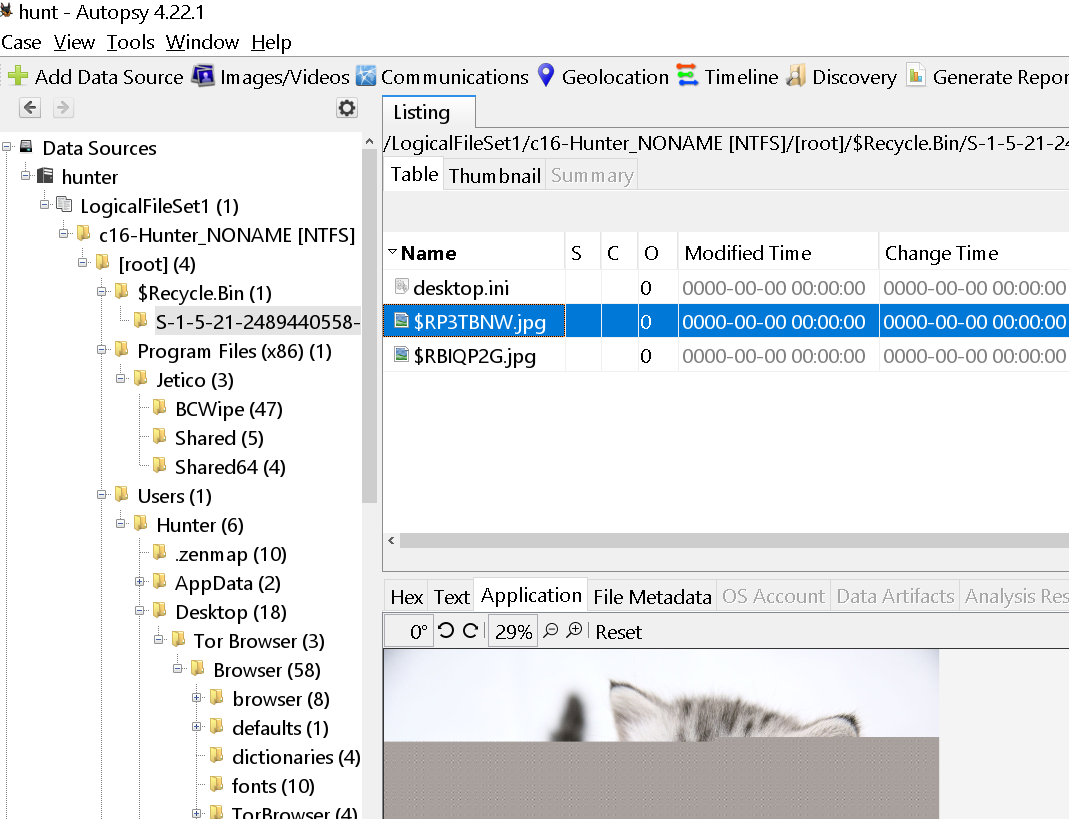 hunt - Autopsy 4.22.1
Case View Tools Window Help
Add Data Source Images/Videos Communications Geolocation Timeline Discovery Generate Repor
Listing
/LogicalFileSet1/c16-Hunter_NONAME [NTFS]/[root]/$Recycle.Bin/S-1-5-21-24
Table Thumbnail Summary
Name S C O Modified Time Change Time
desktop.ini 0 0000-00-00 00:00:00 0000-00-00 00:00:00
$RP3TBNW.jpg 0 0000-00-00 00:00:00 0000-00-00 00:00:00
$RBIQP2G.jpg 0 0000-00-00 00:00:00 0000-00-00 00:00:00
Data Sources
hunter
LogicalFileSet1 (1)
c16-Hunter_NONAME [NTFS]
[root] (4)
$Recycle.Bin (1)
S-1-5-21-2489440558-
Program Files (x86) (1)
Jetico (3)
BCWipe (47)
Shared (5)
Shared64 (4)
Users (1)
Hunter (6)
.zenmap (10)
AppData (2)
Desktop (18)
Tor Browser (3)
Browser (58)
browser (8)
defaults (1)
dictionaries (4)
fonts (10)
TorBrowser (4)
Hex Text Application File Metadata OS Account Data Artifacts Analysis Res
0° 29% Reset